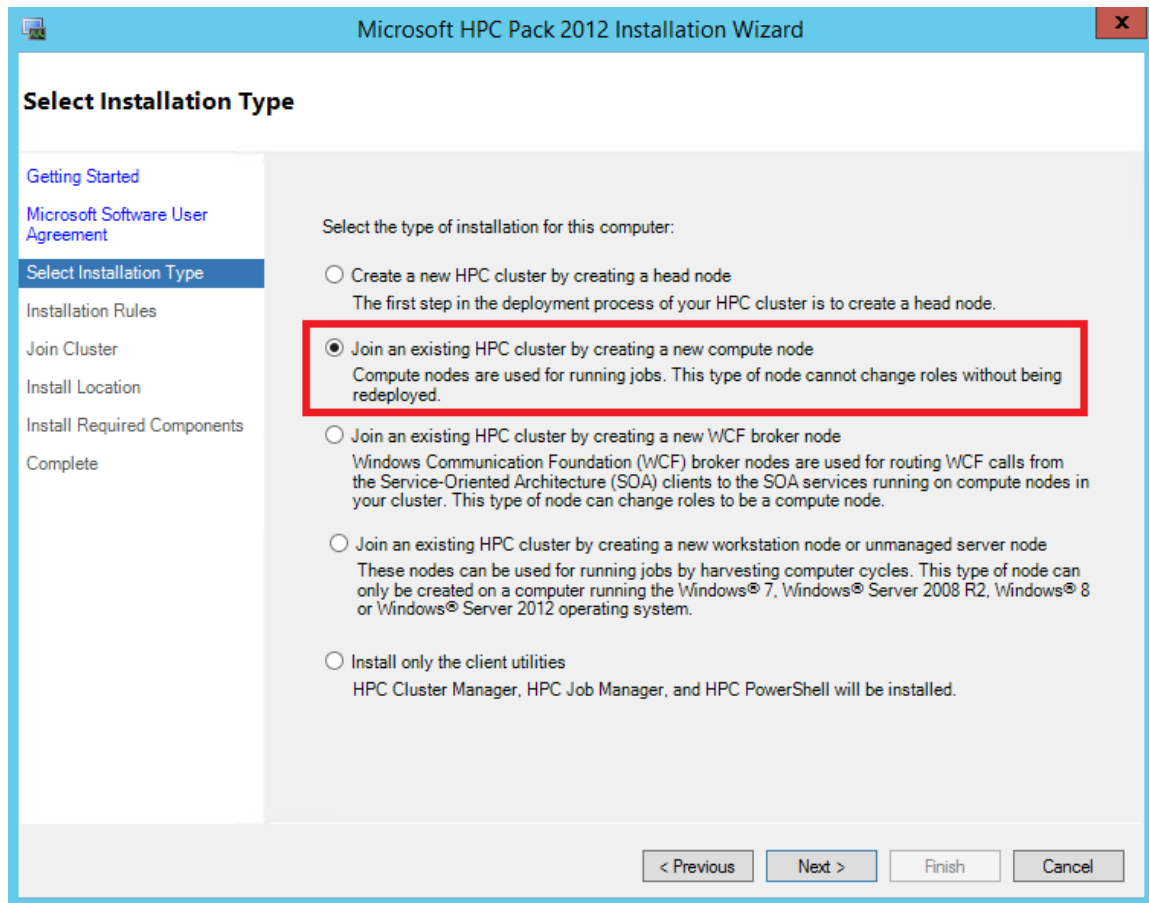 Microsoft HPC Pack 2012 Installation Wizard
x
Select Installation Type
Getting Started
Microsoft Software User
Agreement
Select Installation Type
Installation Rules
Join Cluster
Install Location
Install Required Components
Complete
Select the type of installation for this computer:
Create a new HPC cluster by creating a head node
The first step in the deployment process of your HPC cluster is to create a head node.
Join an existing HPC cluster by creating a new compute node
Compute nodes are used for running jobs. This type of node cannot change roles without being
redeployed.
Join an existing HPC cluster by creating a new WCF broker node
Windows Communication Foundation (WCF) broker nodes are used for routing WCF calls from
the Service-Oriented Architecture (SOA) clients to the SOA services running on compute nodes in
your cluster. This type of node can change roles to be a compute node.
Join an existing HPC cluster by creating a new workstation node or unmanaged server node
These nodes can be used for running jobs by harvesting computer cycles. This type of node can
only be created on a computer running the Windows® 7, Windows® Server 2008 R2, Windows® 8
or Windows® Server 2012 operating system.
Install only the client utilities
HPC Cluster Manager, HPC Job Manager, and HPC PowerShell will be installed.
< Previous
Next >
Finish
Cancel